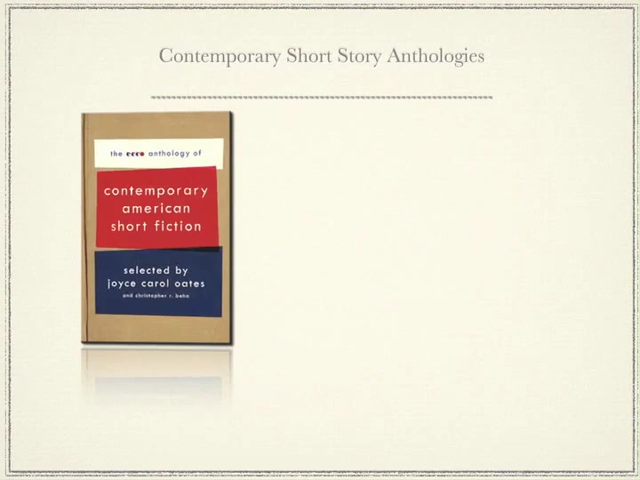 Contemporary Short Story Anthologies
the ecco anthology of
contemporary
american
short fiction
selected by
joyce carol oates
and christopher r. beha